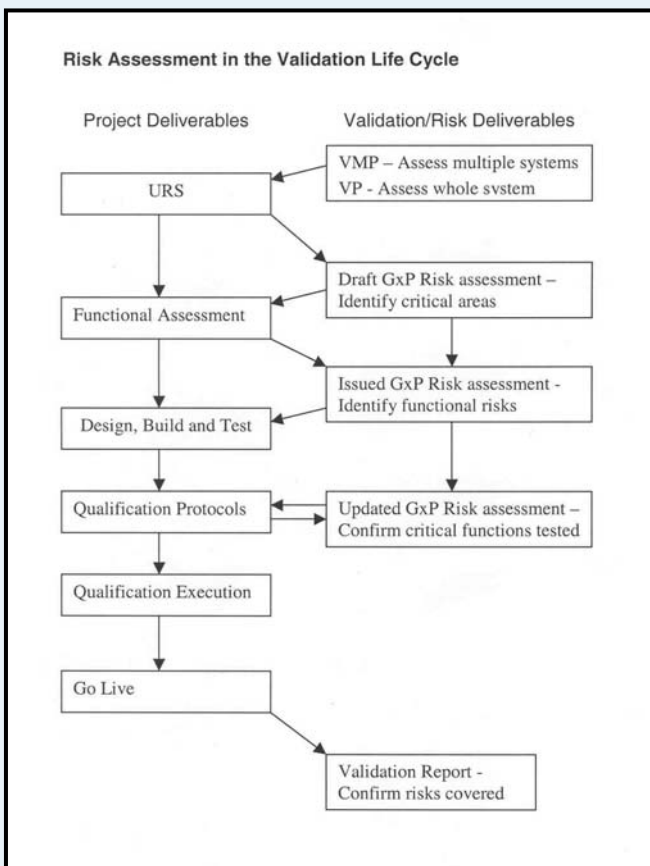 Risk Assessment in the Validation Life Cycle
Project Deliverables
Validation/Risk Deliverables
VMP – Assess multiple systems
VP - Assess whole system
URS
Draft GxP Risk assessment –
Identify critical areas
Functional Assessment
Issued GxP Risk assessment -
Identify functional risks
Design, Build and Test
Qualification Protocols
Updated GxP Risk assessment –
Confirm critical functions tested
Qualification Execution
Go Live
Validation Report -
Confirm risks covered